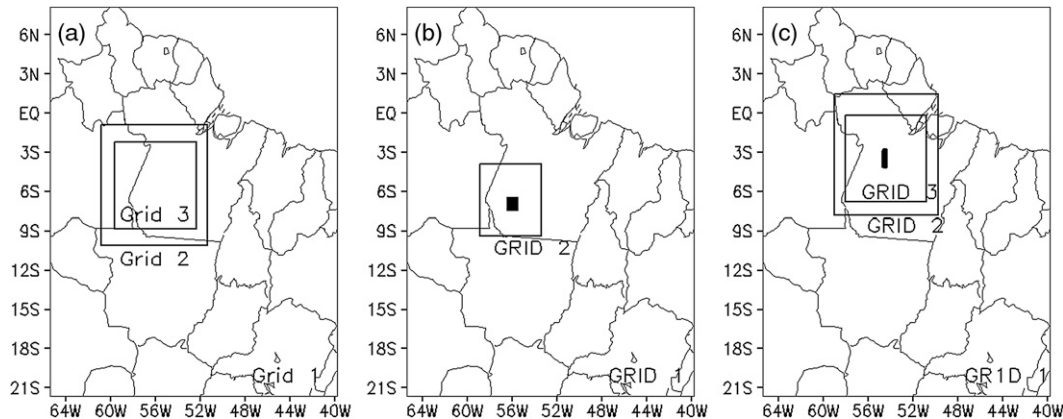 (a)
6N
3N
EQ
3S
6S
9S
12S
15S
18S
21S
64W 60W 56W 52W 48W 44W 40W
Grid 3
Grid 2
Grid 1
(b)
6N
3N
EQ
3S
6S
9S
12S
15S
18S
21S
64W 60W 56W 52W 48W 44W 40W
GRID 2
GRID 1
(c)
6N
3N
EQ
3S
6S
9S
12S
15S
18S
21S
64W 60W 56W 52W 48W 44W 40W
GRID 3
GRID 2
GR1D 1